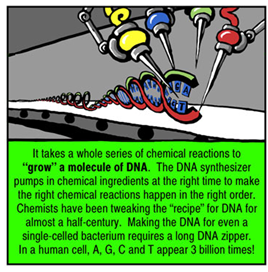 G A
It takes a whole series of chemical reactions to
“grow” a molecule of DNA. The DNA synthesizer
pumps in chemical ingredients at the right time to
make the right chemical reactions happen in the right order.
Chemists have been tweaking the “recipe” for DNA for
almost a half-century. Making the DNA for even a
single-celled bacterium requires a long DNA zipper.
In a human cell, A, G, C and T appear 3 billion times!